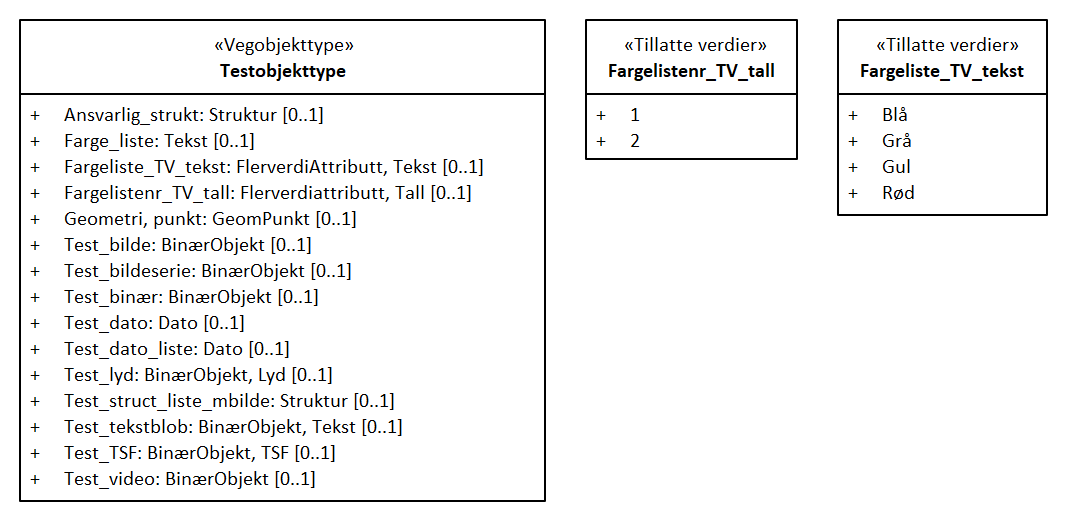 «Vegobjekttype»
Testobjekttype
+ Ansvarlig_strukt: Struktur [0..1]
+ Farge_liste: Tekst [0..1]
+ Fargeliste_TV_tekst: FlerverdiAttributt, Tekst [0..1]
+ Fargelistenr_TV_tall: Flerverdiattributt, Tall [0..1]
+ Geometri, punkt: GeomPunkt [0..1]
+ Test_bilde: BinærObjekt [0..1]
+ Test_bildeserie: BinærObjekt [0..1]
+ Test_binær: BinærObjekt [0..1]
+ Test_dato: Dato [0..1]
+ Test_dato_liste: Dato [0..1]
+ Test_lyd: BinærObjekt, Lyd [0..1]
+ Test_struct_liste_mbilde: Struktur [0..1]
+ Test_tekstblob: BinærObjekt, Tekst [0..1]
+ Test_TSF: BinærObjekt, TSF [0..1]
+ Test_video: BinærObjekt [0..1]
«Tillatte verdier»
Fargelistenr_TV_tall
+ 1
+ 2
«Tillatte verdier»
Fargeliste_TV_tekst
+ Blå
+ Grå
+ Gul
+ Rød